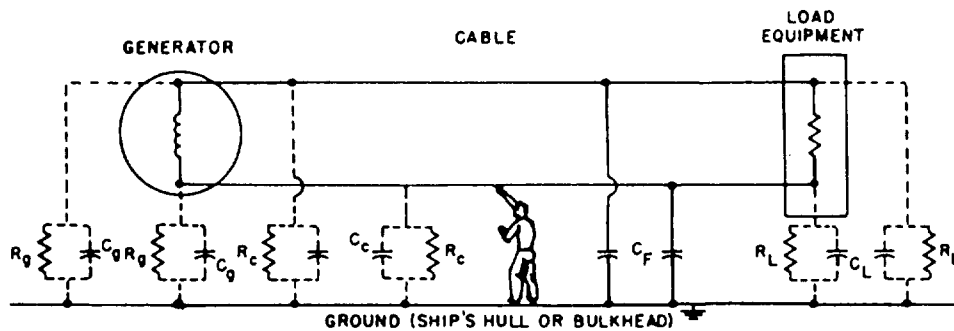 GENERATOR
CABLE
LOAD
EQUIPMENT
Rg
Cg
Rg
Cg
Rc
Cc
Rc
CF
RL
CL
RL
GROUND (SHIP'S HULL OR BULKHEAD)